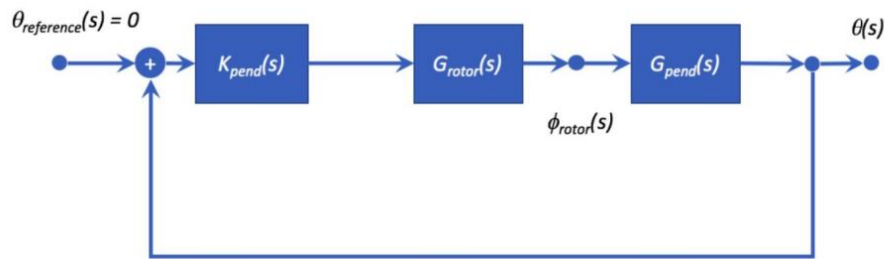 θreference(s) = 0
θ(s)
+
Kpend(s)
Grotor(s)
Gpend(s)
ϕrotor(s)